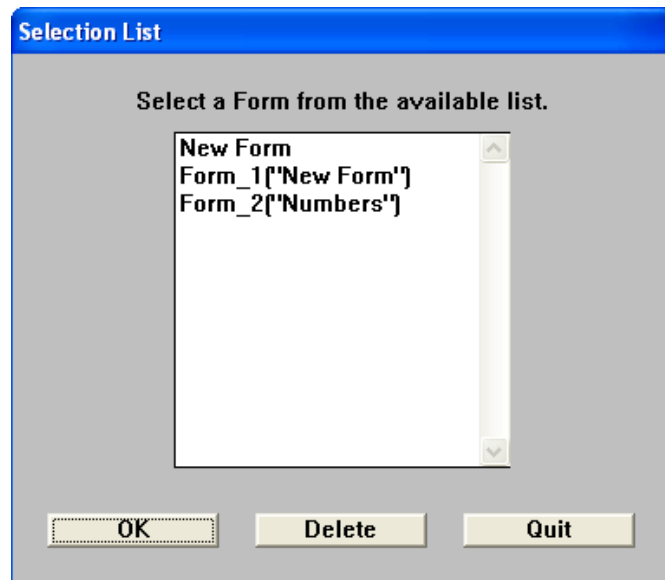 Selection List
Select a Form from the available list.
New Form
Form_1("New Form")
Form_2("Numbers")
OK
Delete
Quit